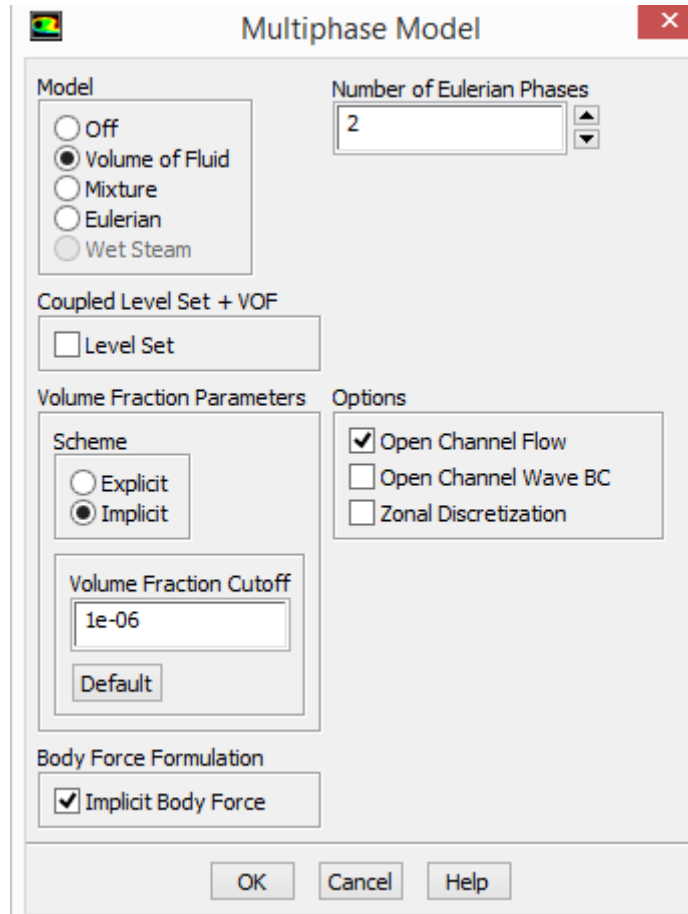 Multiphase Model
Model
Off
Volume of Fluid
Mixture
Eulerian
Wet Steam
Number of Eulerian Phases
2
Coupled Level Set + VOF
Level Set
Volume Fraction Parameters
Scheme
Explicit
Implicit
Volume Fraction Cutoff
1e-06
Default
Options
Open Channel Flow
Open Channel Wave BC
Zonal Discretization
Body Force Formulation
Implicit Body Force
OK Cancel Help